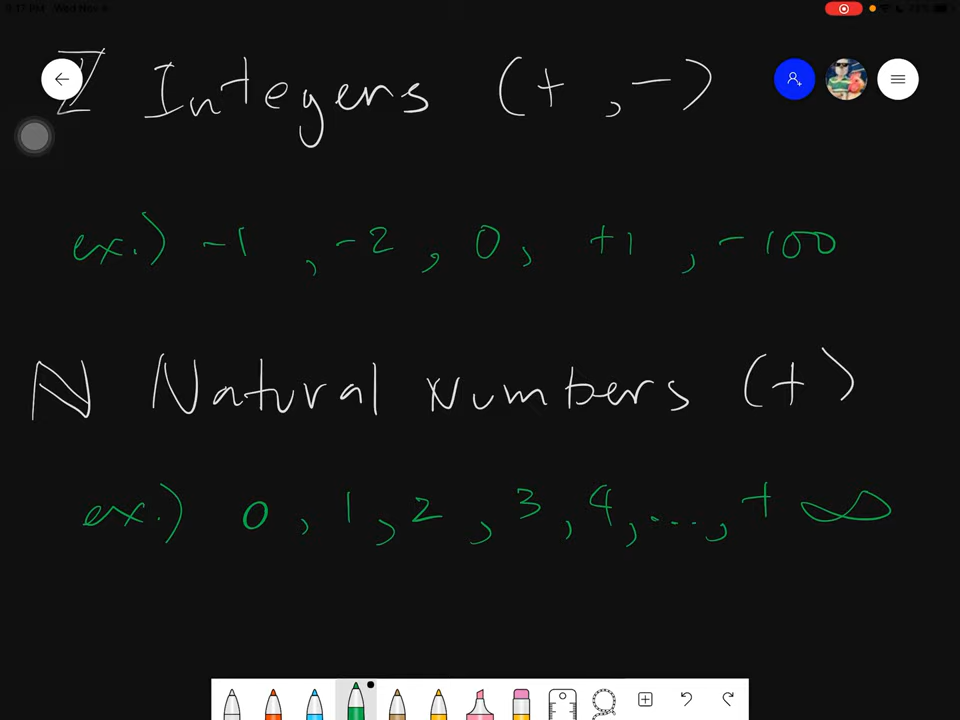 ℤ Integers (+, -)
ex.) -1, -2, 0, +1, -100
ℕ Natural Numbers (+)
ex.) 0, 1, 2, 3, 4, ..., +∞